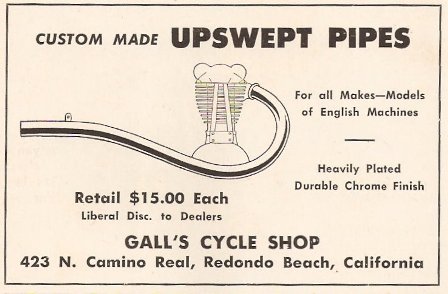 CUSTOM MADE UPSWEPT PIPES
For all Makes—Models
of English Machines
Heavily Plated
Durable Chrome Finish
Retail $15.00 Each
Liberal Disc. to Dealers
GALL'S CYCLE SHOP
423 N. Camino Real, Redondo Beach, California